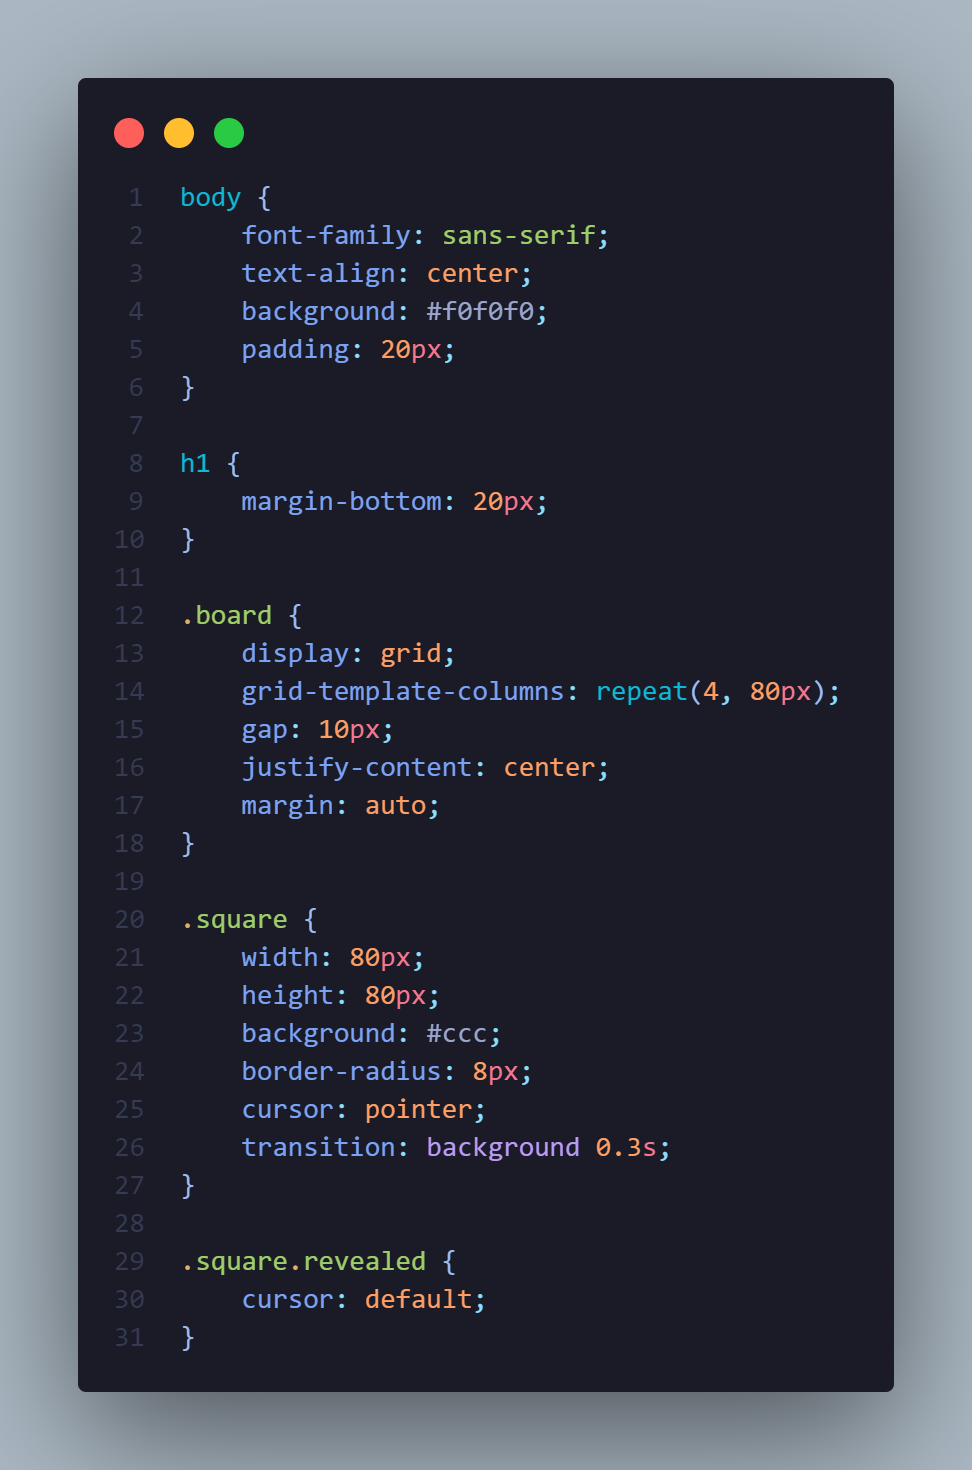 1 body {
2     font-family: sans-serif;
3     text-align: center;
4     background: #f0f0f0;
5     padding: 20px;
6 }
7
8 h1 {
9     margin-bottom: 20px;
10 }
11
12 .board {
13     display: grid;
14     grid-template-columns: repeat(4, 80px);
15     gap: 10px;
16     justify-content: center;
17     margin: auto;
18 }
19
20 .square {
21     width: 80px;
22     height: 80px;
23     background: #ccc;
24     border-radius: 8px;
25     cursor: pointer;
26     transition: background 0.3s;
27 }
28
29 .square.revealed {
30     cursor: default;
31 }